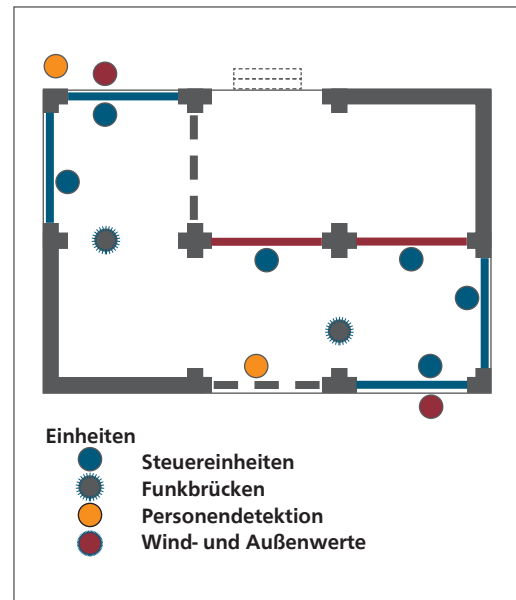 Einheiten
Steuereinheiten
Funkbrücken
Personendetektion
Wind- und Außenwerte